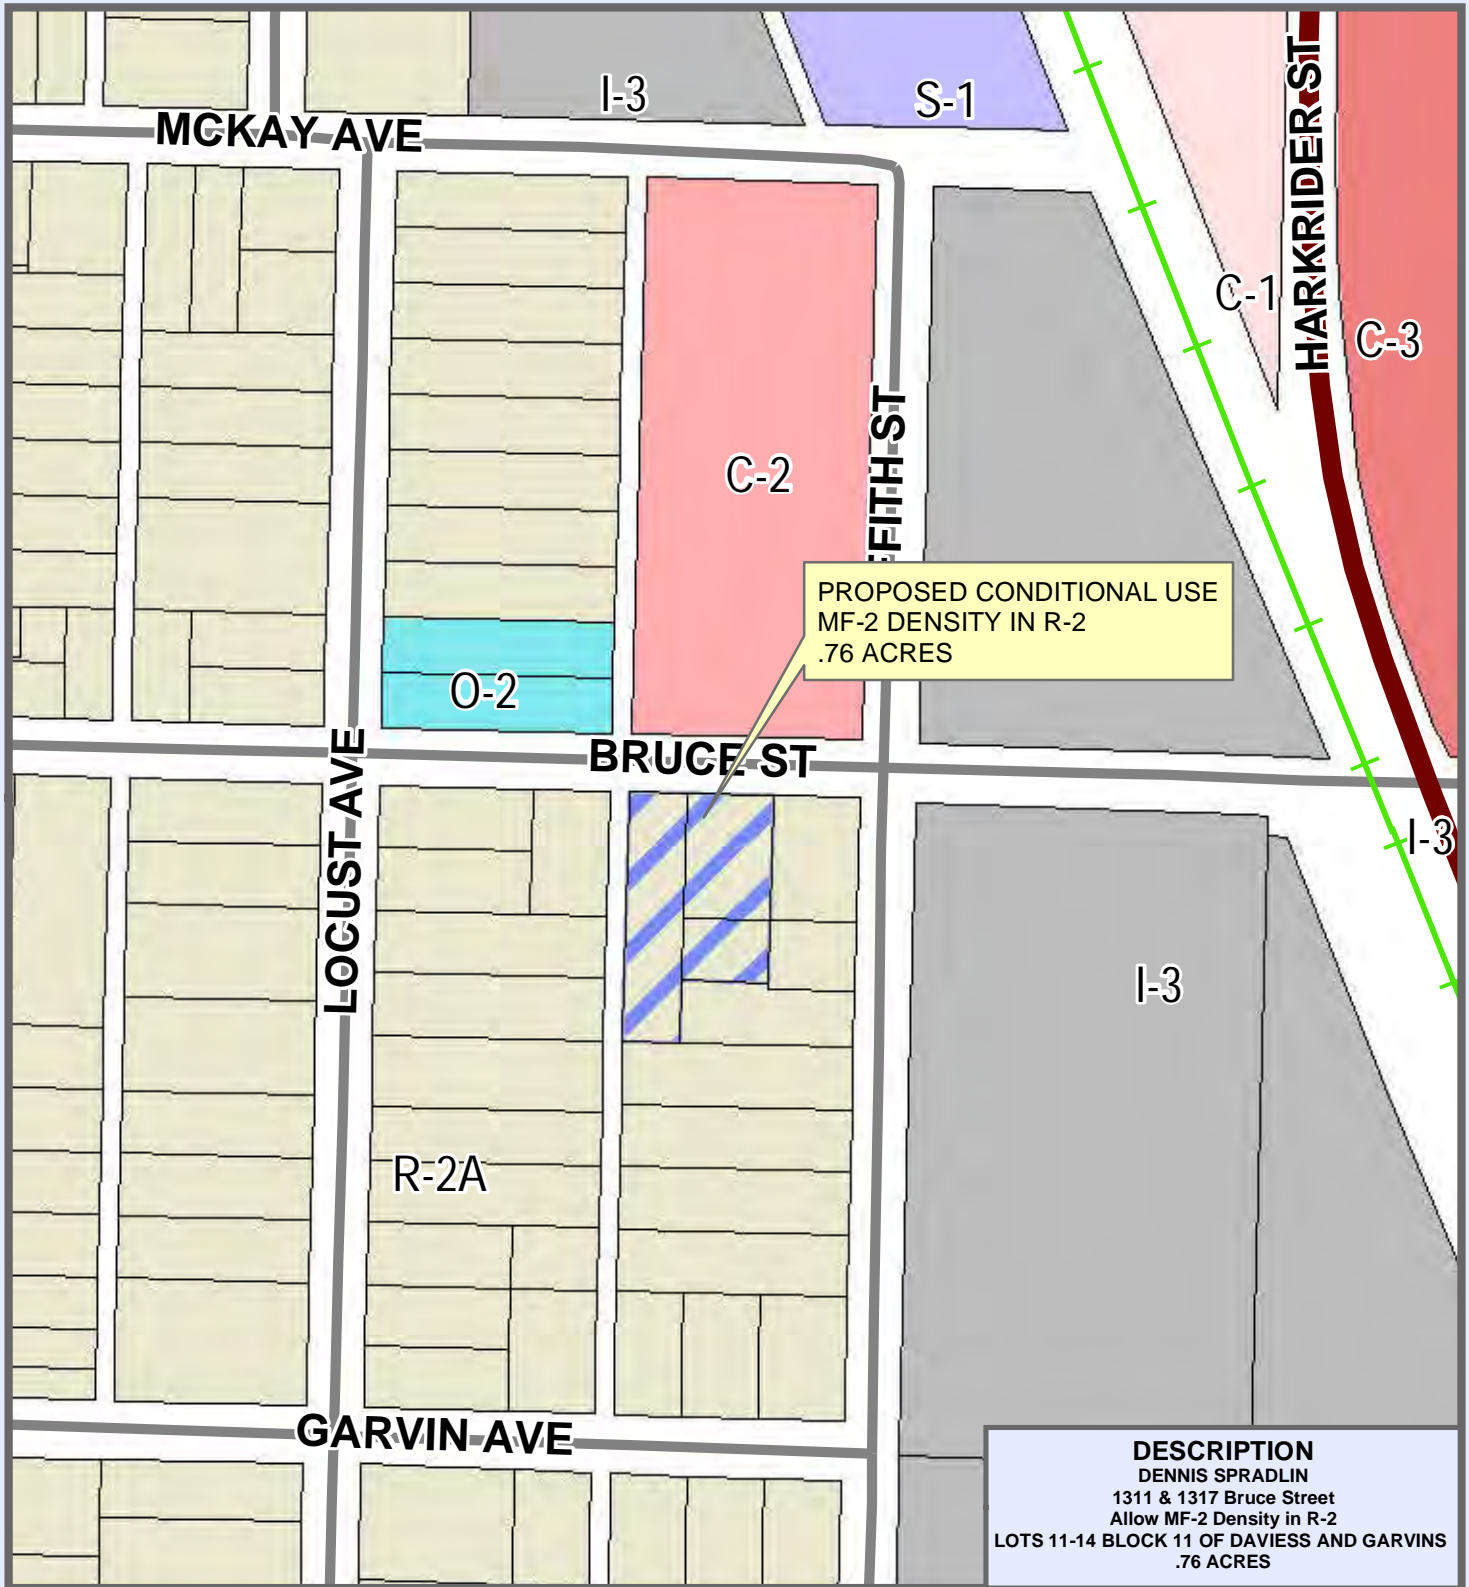 I-3
S-1
MCKAY AVE
HARKRIDER ST
C-1
C-3
C-2
FFITH ST
PROPOSED CONDITIONAL USE
MF-2 DENSITY IN R-2
.76 ACRES
O-2
BRUCE ST
LOCUST AVE
I-3
I-3
R-2A
GARVIN AVE
DESCRIPTION
DENNIS SPRADLIN
1311 & 1317 Bruce Street
Allow MF-2 Density in R-2
LOTS 11-14 BLOCK 11 OF DAVIESS AND GARVINS
.76 ACRES